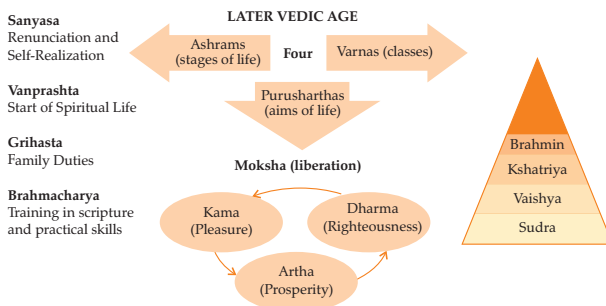 LATER VEDIC AGE
Sanyasa
Renunciation and
Self-Realization
Vanprashta
Start of Spiritual Life
Grihasta
Family Duties
Brahmacharya
Training in scripture
and practical skills
Ashrams
(stages of life)
Four
Varnas (classes)
Purusharthas
(aims of life)
Moksha (liberation)
Kama
(Pleasure)
Dharma
(Righteousness)
Artha
(Prosperity)
Brahmin
Kshatriya
Vaishya
Sudra